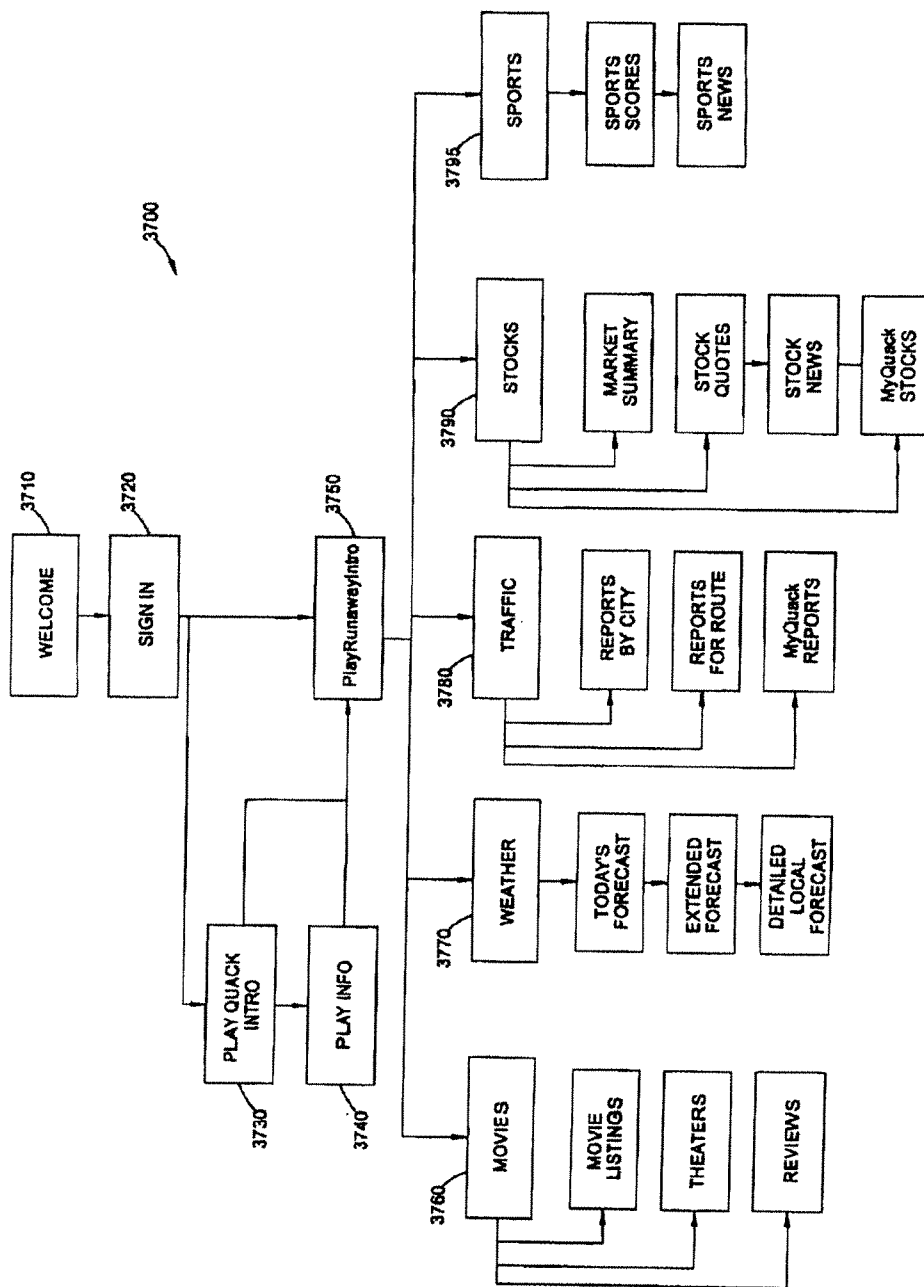 3700
3710
WELCOME
3720
SIGN IN
3730
PLAY QUACK
INTRO
3740
PLAY INFO
3750
PlayRunawayIntro
3760
MOVIES
MOVIE
LISTINGS
THEATERS
REVIEWS
3770
WEATHER
TODAY'S
FORECAST
EXTENDED
FORECAST
DETAILED
LOCAL
FORECAST
3780
TRAFFIC
REPORTS
BY CITY
REPORTS
FOR ROUTE
MyQuack
REPORTS
3790
STOCKS
MARKET
SUMMARY
STOCK
QUOTES
STOCK
NEWS
MyQuack
STOCKS
3795
SPORTS
SPORTS
SCORES
SPORTS
NEWS